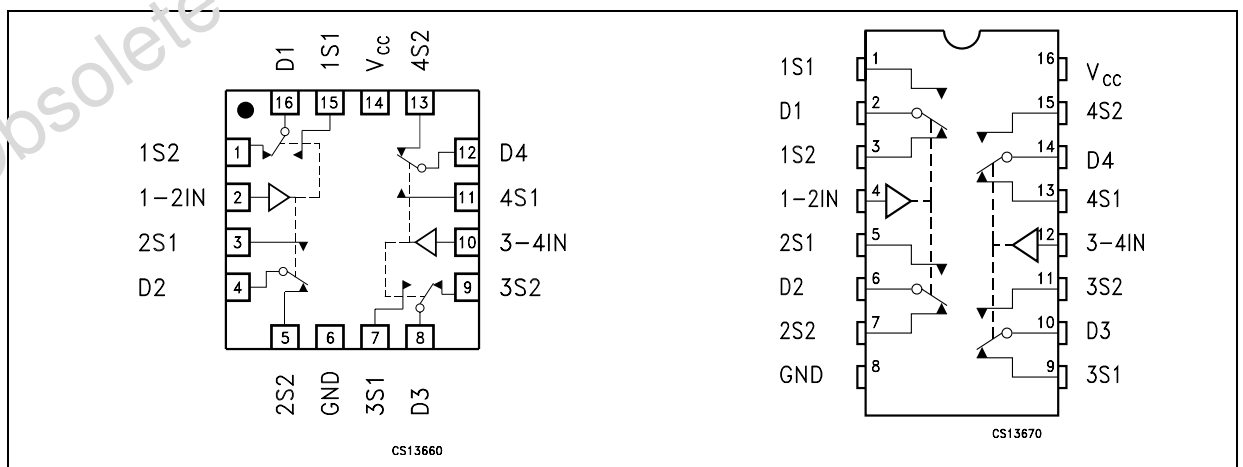 obsolete
D1 1S1 VCC 4S2
16 15 14 13
1S2 1 12 D4
1-2IN 2 11 4S1
2S1 3 10 3-4IN
D2 4 9 3S2
5 6 7 8
2S2 GND 3S1 D3
CS13660
1S1 1 16 VCC
D1 2 15 4S2
1S2 3 14 D4
1-2IN 4 13 4S1
2S1 5 12 3-4IN
D2 6 11 3S2
2S2 7 10 D3
GND 8 9 3S1
CS13670